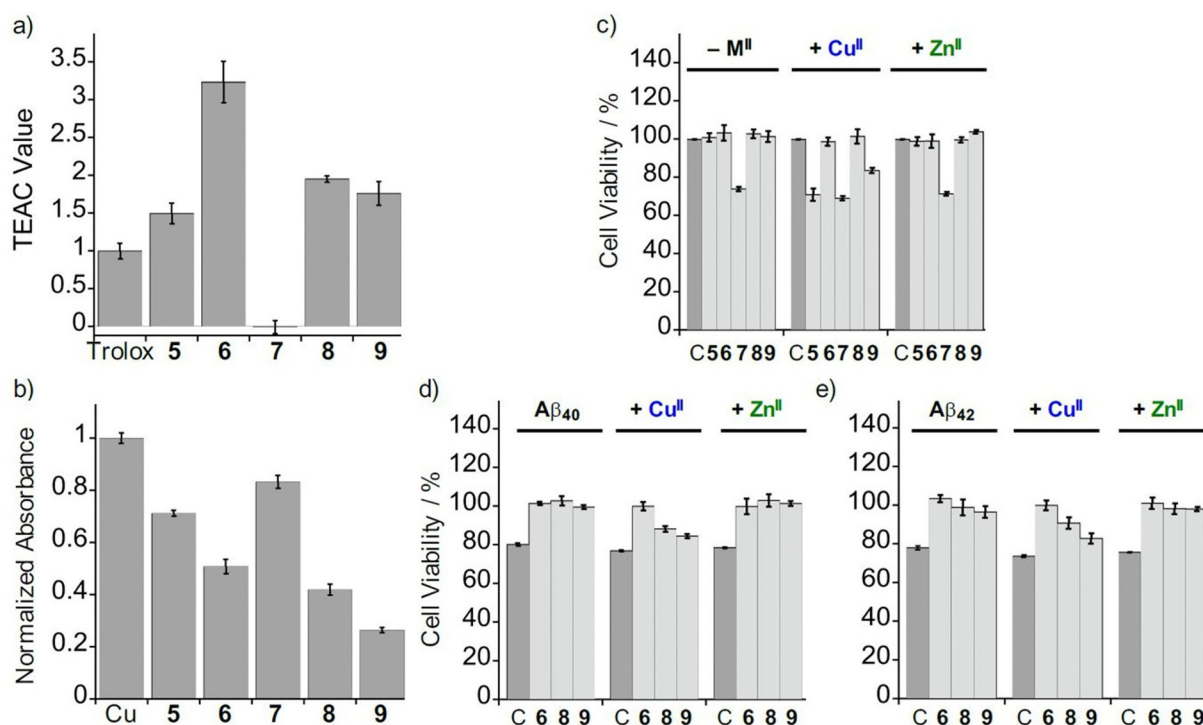 a)
TEAC Value
3.5
3
2.5
2
1.5
1
0.5
0
Trolox 5 6 7 8 9
b)
Normalized Absorbance
1
0.8
0.6
0.4
0.2
0
Cu 5 6 7 8 9
c)
– Mᴵᴵ + Cuᴵᴵ + Znᴵᴵ
Cell Viability / %
140
120
100
80
60
40
20
0
C 5 6 7 8 9 C 5 6 7 8 9 C 5 6 7 8 9
d)
Aβ₄₀ + Cuᴵᴵ + Znᴵᴵ
Cell Viability / %
140
120
100
80
60
40
20
0
C 6 8 9 C 6 8 9 C 6 8 9
e)
Aβ₄₂ + Cuᴵᴵ + Znᴵᴵ
140
120
100
80
60
40
20
0
C 6 8 9 C 6 8 9 C 6 8 9